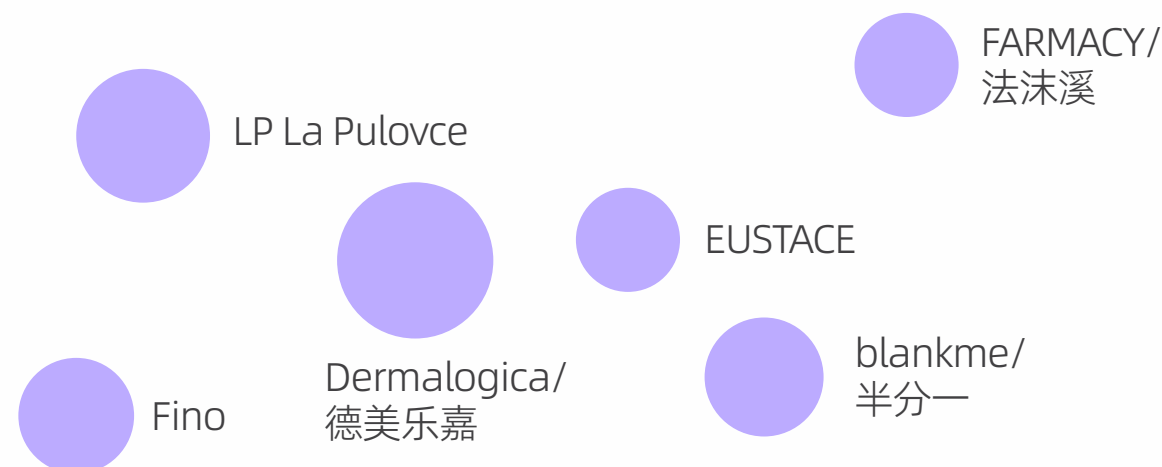 FARMACY/
法沫溪
LP La Pulovce
EUSTACE
blankme/
半分一
Dermalogica/
德美乐嘉
Fino